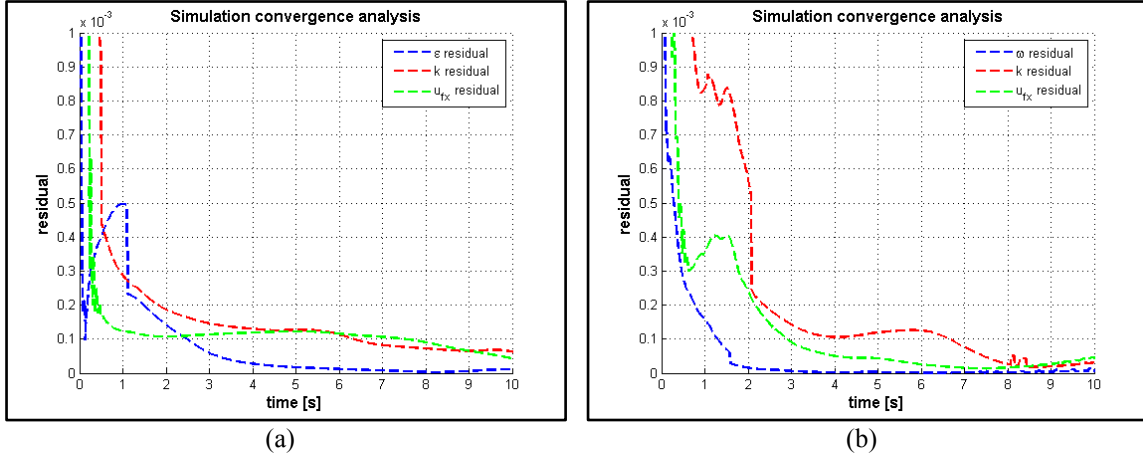 Simulation convergence analysis
x 10^-3
1
0.9
0.8
0.7
0.6
0.5
0.4
0.3
0.2
0.1
0
residual
ε residual
k residual
u_fx residual
0 1 2 3 4 5 6 7 8 9 10
time [s]
(a)
Simulation convergence analysis
x 10^-3
1
0.9
0.8
0.7
0.6
0.5
0.4
0.3
0.2
0.1
0
residual
ω residual
k residual
u_fx residual
0 1 2 3 4 5 6 7 8 9 10
time [s]
(b)